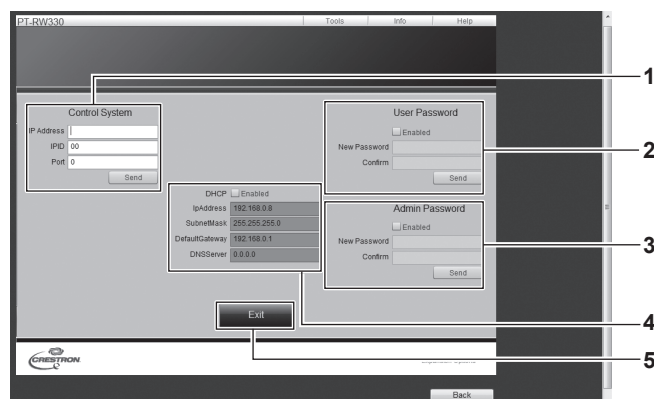 PT-RW330
Tools
Info
Help
1
Control System
IP Address
IPID 00
Port 0
Send
User Password
Enabled
New Password
Confirm
Send
2
DHCP Enabled
IpAddress 192.168.0.8
SubnetMask 255.255.255.0
DefaultGateway 192.168.0.1
DNSServer 0.0.0.0
Admin Password
Enabled
New Password
Confirm
Send
3
Exit
4
CRESTRON
5
Back